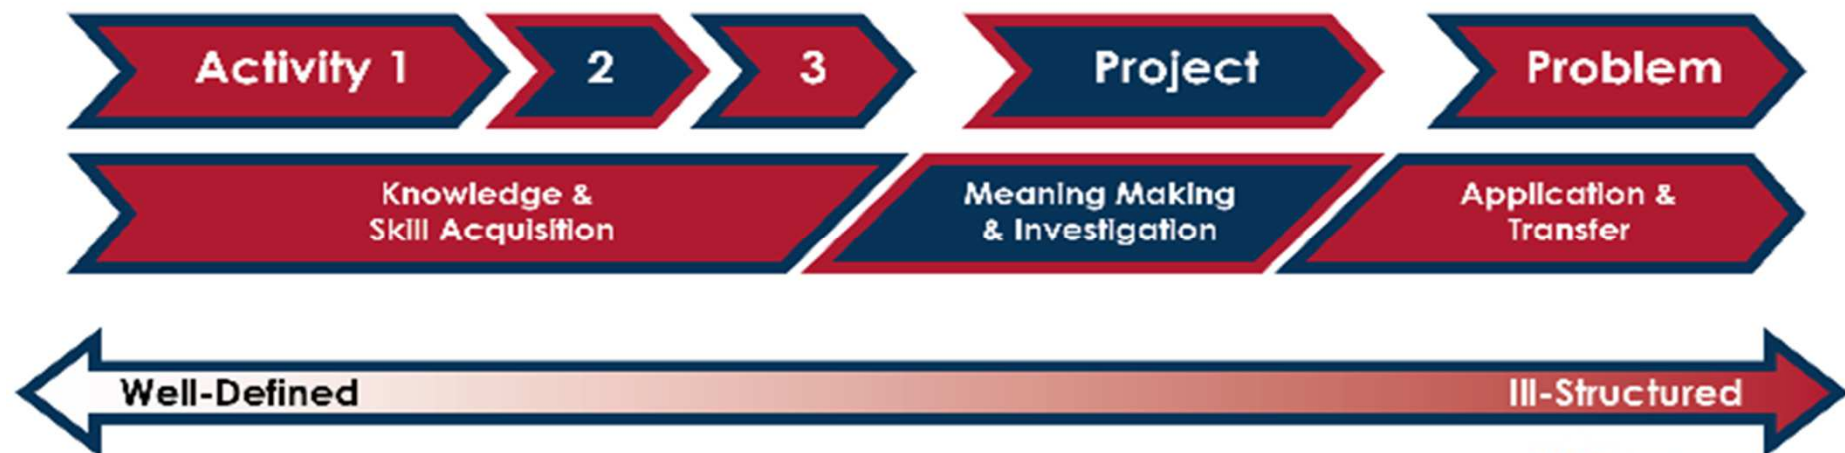 Activity 1
2
3
Project
Problem
Knowledge &
Skill Acquisition
Meaning Making
& Investigation
Application &
Transfer
Well-Defined
Ill-Structured